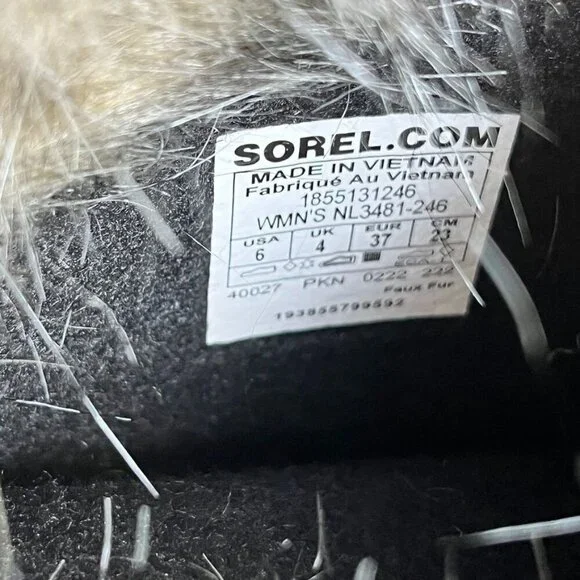 SOREL.COM
MADE IN VIETNAM
Fabriqué Au Vietnam
1855131246
WMN'S NL3481-246
USA UK EUR CM
6 4 37 23
40027 PKN 0222 222
Faux Fur
193855799592